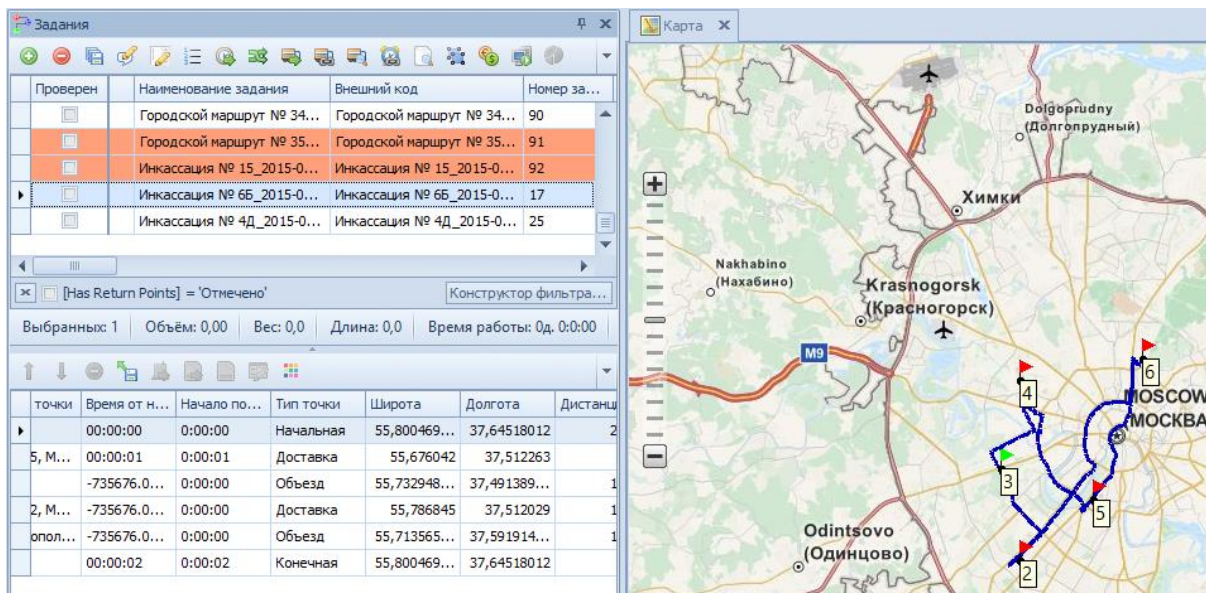 Задания
Проверен Наименование задания Внешний код Номер за...
Городской маршрут № 34... Городской маршрут № 34... 90
Городской маршрут № 35... Городской маршрут № 35... 91
Инкассация № 15_2015-0... Инкассация № 15_2015-0... 92
Инкассация № 6Б_2015-0... Инкассация № 6Б_2015-0... 17
Инкассация № 4Д_2015-0... Инкассация № 4Д_2015-0... 25
[Has Return Points] = 'Отмечено' Конструктор фильтра...
Выбранных: 1 Объём: 0,00 Вес: 0,0 Длина: 0,0 Время работы: 0д. 0:0:00
точки Время от н... Начало по... Тип точки Широта Долгота Дистанц
00:00:00 0:00:00 Начальная 55,800469... 37,64518012 2
5, М... 00:00:01 0:00:01 Доставка 55,676042 37,512263
-735676.0... 0:00:00 Объезд 55,732948... 37,491389... 1
2, М... -735676.0... 0:00:00 Доставка 55,786845 37,512029 1
опол... -735676.0... 0:00:00 Объезд 55,713565... 37,591914... 1
00:00:02 0:00:02 Конечная 55,800469... 37,64518012
Карта
Dolgoprudny
(Долгопрудный)
Химки
Nakhabino
(Нахабино)
Krasnogorsk
(Красногорск)
M9
6
4
MOSCOW
МОСКВА
3
5
Odintsovo
(Одинцово)
2